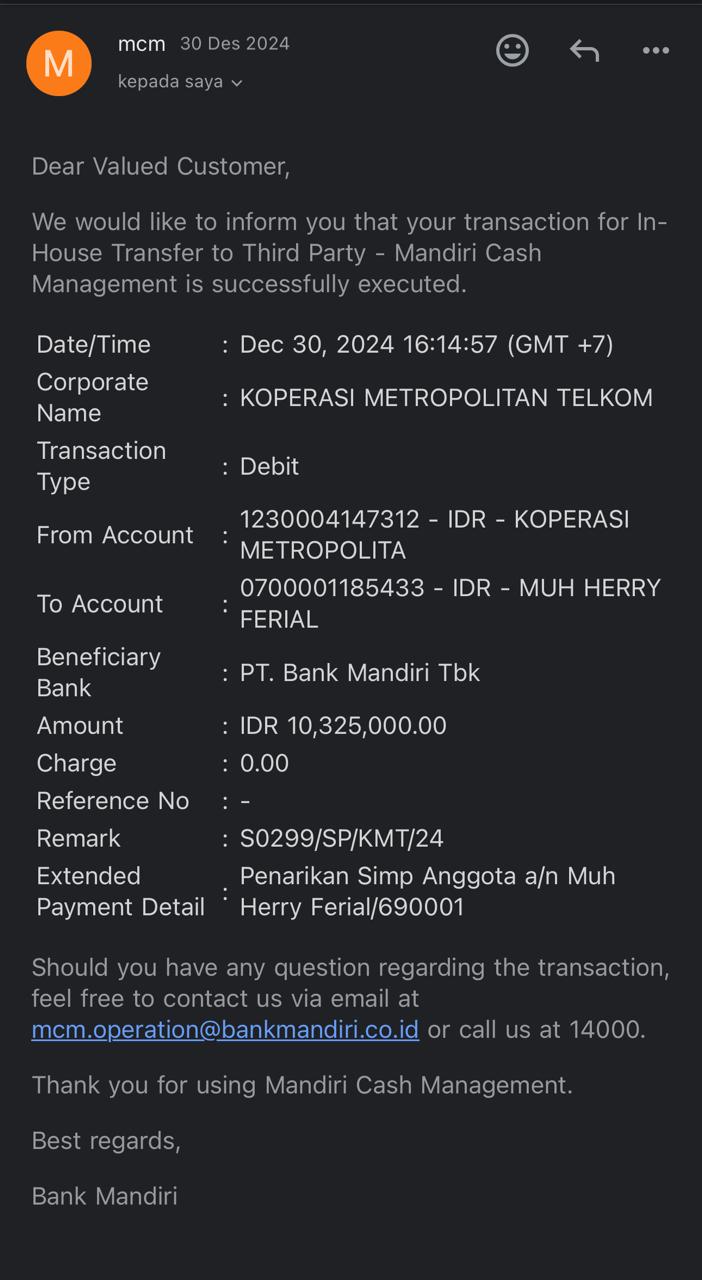 M
mcm 30 Des 2024
kepada saya
Dear Valued Customer,
We would like to inform you that your transaction for In-
House Transfer to Third Party - Mandiri Cash
Management is successfully executed.
Date/Time : Dec 30, 2024 16:14:57 (GMT +7)
Corporate
Name : KOPERASI METROPOLITAN TELKOM
Transaction
Type : Debit
From Account : 1230004147312 - IDR - KOPERASI
METROPOLITA
To Account : 0700001185433 - IDR - MUH HERRY
FERIAL
Beneficiary
Bank : PT. Bank Mandiri Tbk
Amount : IDR 10,325,000.00
Charge : 0.00
Reference No : -
Remark : S0299/SP/KMT/24
Extended
Payment Detail : Penarikan Simp Anggota a/n Muh
Herry Ferial/690001
Should you have any question regarding the transaction,
feel free to contact us via email at
mcm.operation@bankmandiri.co.id or call us at 14000.
Thank you for using Mandiri Cash Management.
Best regards,
Bank Mandiri